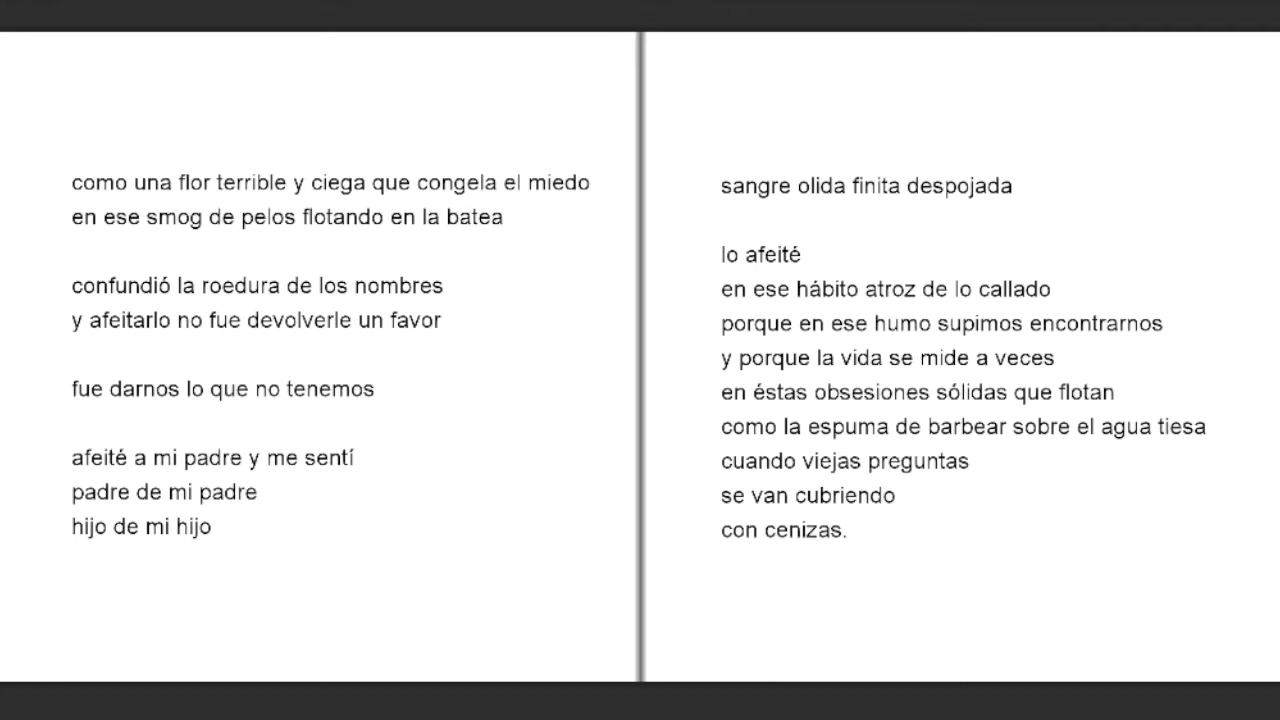 como una flor terrible y ciega que congela el miedo
en ese smog de pelos flotando en la batea
confundió la roedura de los nombres
y afeitarlo no fue devolverle un favor
fue darnos lo que no tenemos
afeité a mi padre y me sentí
padre de mi padre
hijo de mi hijo
sangre olida finita despojada
lo afeité
en ese hábito atroz de lo callado
porque en ese humo supimos encontrarnos
y porque la vida se mide a veces
en éstas obsesiones sólidas que flotan
como la espuma de barbear sobre el agua tiesa
cuando viejas preguntas
se van cubriendo
con cenizas.